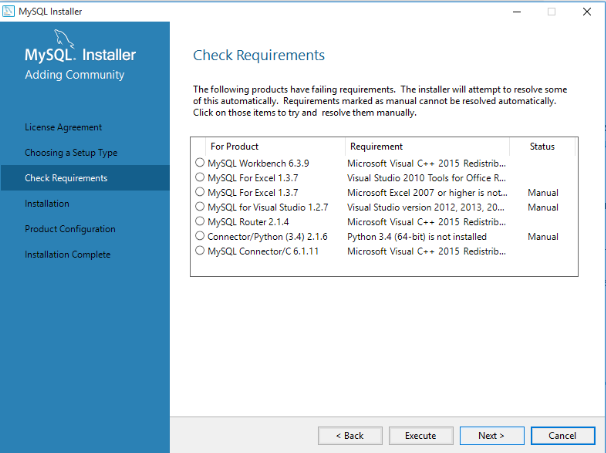 MySQL Installer
MySQL. Installer
Adding Community
License Agreement
Choosing a Setup Type
Check Requirements
Installation
Product Configuration
Installation Complete
Check Requirements
The following products have failing requirements. The installer will attempt to resolve some
of this automatically. Requirements marked as manual cannot be resolved automatically.
Click on those items to try and resolve them manually.
For Product Requirement Status
MySQL Workbench 6.3.9 Microsoft Visual C++ 2015 Redistrib...
MySQL For Excel 1.3.7 Visual Studio 2010 Tools for Office R...
MySQL For Excel 1.3.7 Microsoft Excel 2007 or higher is not... Manual
MySQL for Visual Studio 1.2.7 Visual Studio version 2012, 2013, 20... Manual
MySQL Router 2.1.4 Microsoft Visual C++ 2015 Redistrib...
Connector/Python (3.4) 2.1.6 Python 3.4 (64-bit) is not installed Manual
MySQL Connector/C 6.1.11 Microsoft Visual C++ 2015 Redistrib...
< Back Execute Next > Cancel